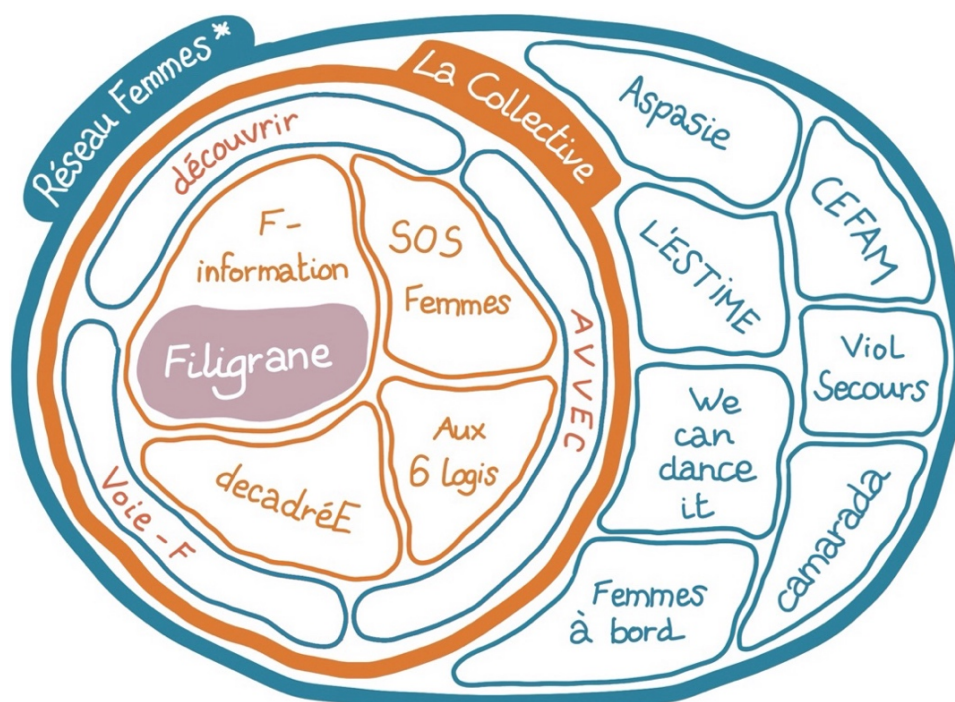 Réseau Femmes*
La Collective
découvrir
F-
information
Filigrane
SOS
Femmes
AVVEC
Aux
6 logis
decadréE
Voie-F
Aspasie
CEFAM
L'ESTiME
Viol
Secours
We
can
dance
it
camarada
Femmes
à bord